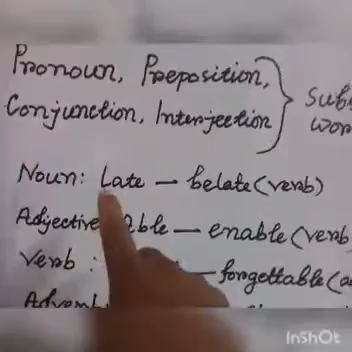 Pronoun, Preposition,
Conjunction, Interjection
Noun: Late – belate (verb)
Adjective able – enable (verb
Verb : – forgettable (a
InShOt